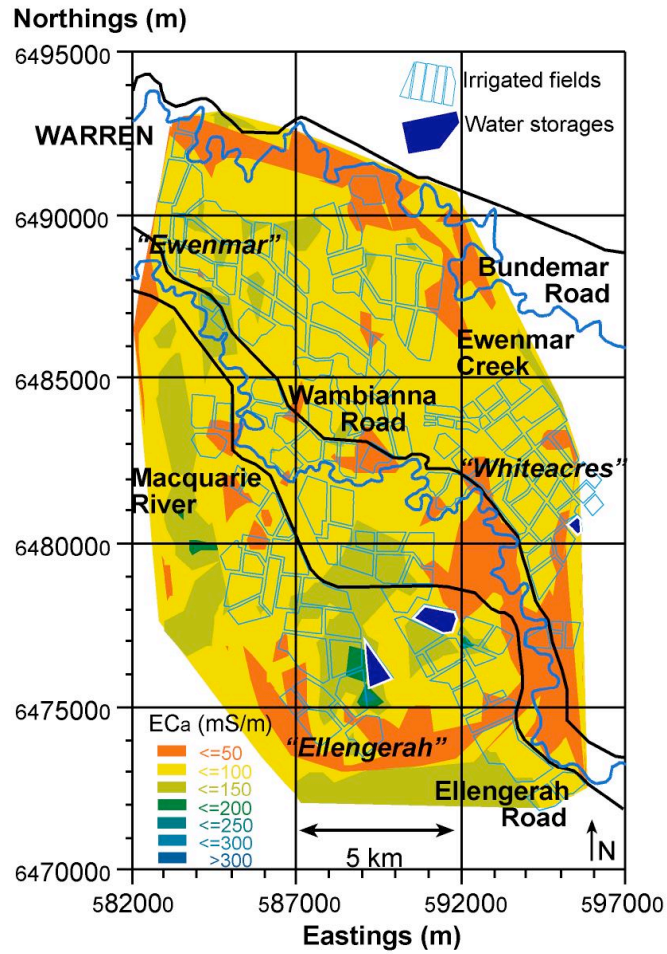 Northings (m)
6495000
Irrigated fields
Water storages
WARREN
6490000
“Ewenmar”
Bundemar
Road
Ewenmar
Creek
6485000
Wambianna
Road
“Whiteacres”
Macquarie
River
6480000
6475000
ECa (mS/m)
<=50
<=100
<=150
<=200
<=250
<=300
>300
“Ellengerah”
Ellengerah
Road
5 km
N
6470000
582000
587000
592000
597000
Eastings (m)